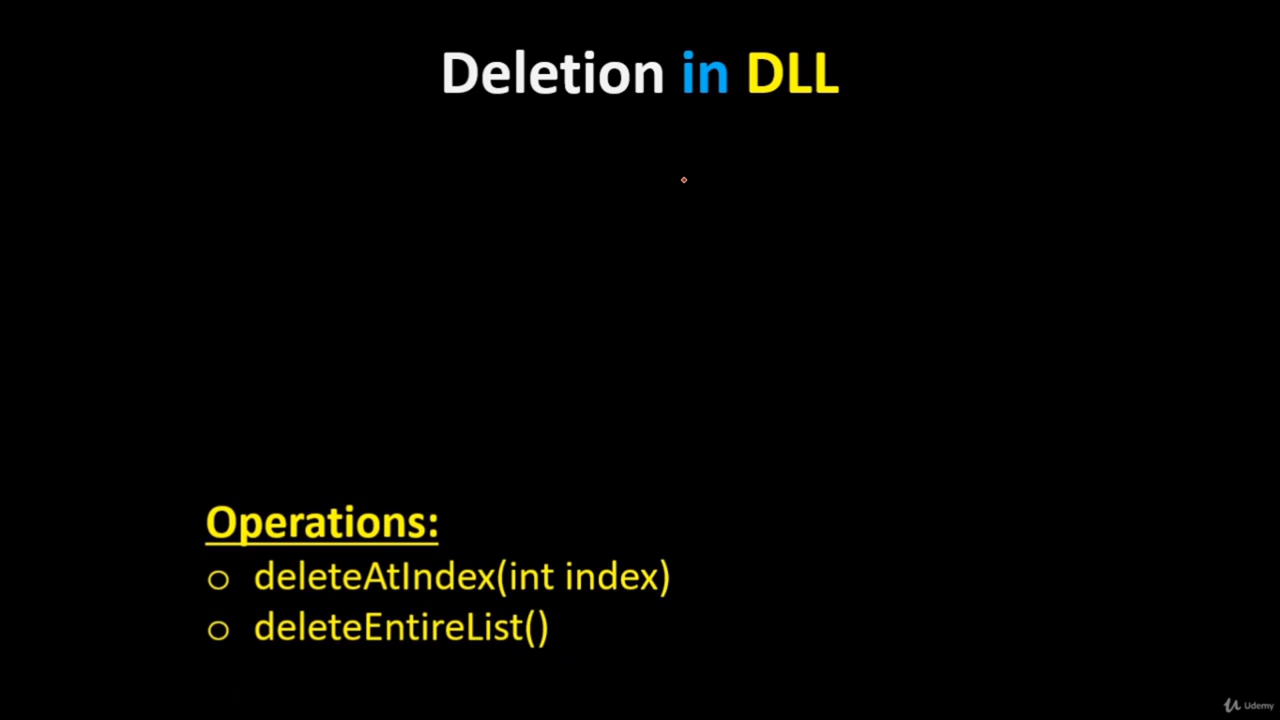 Deletion in DLL
Operations:
o deleteAtIndex(int index)
o deleteEntireList()
Udemy